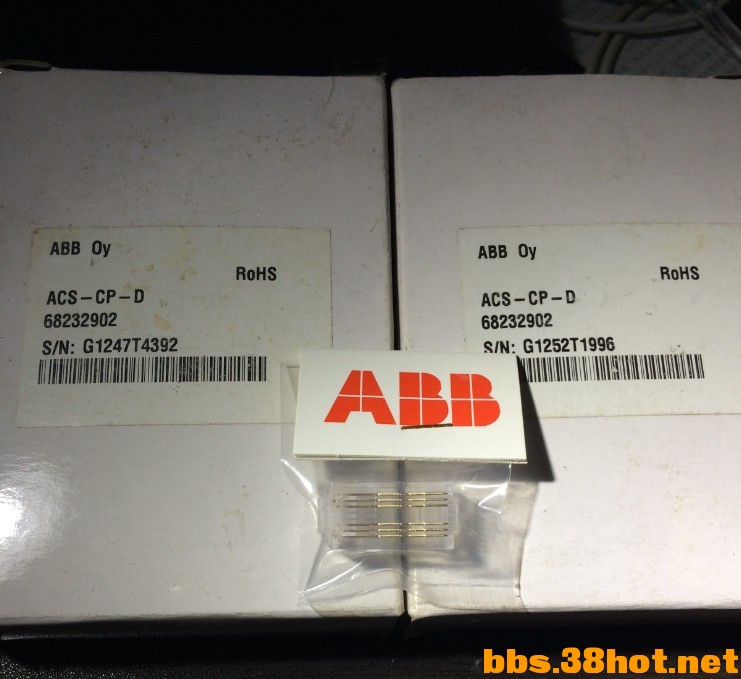 ABB Oy
RoHS
ACS-CP-D
68232902
S/N: G1247T4392
ABB Oy
RoHS
ACS-CP-D
68232902
S/N: G1252T1996
ABB
bbs.38hot.net